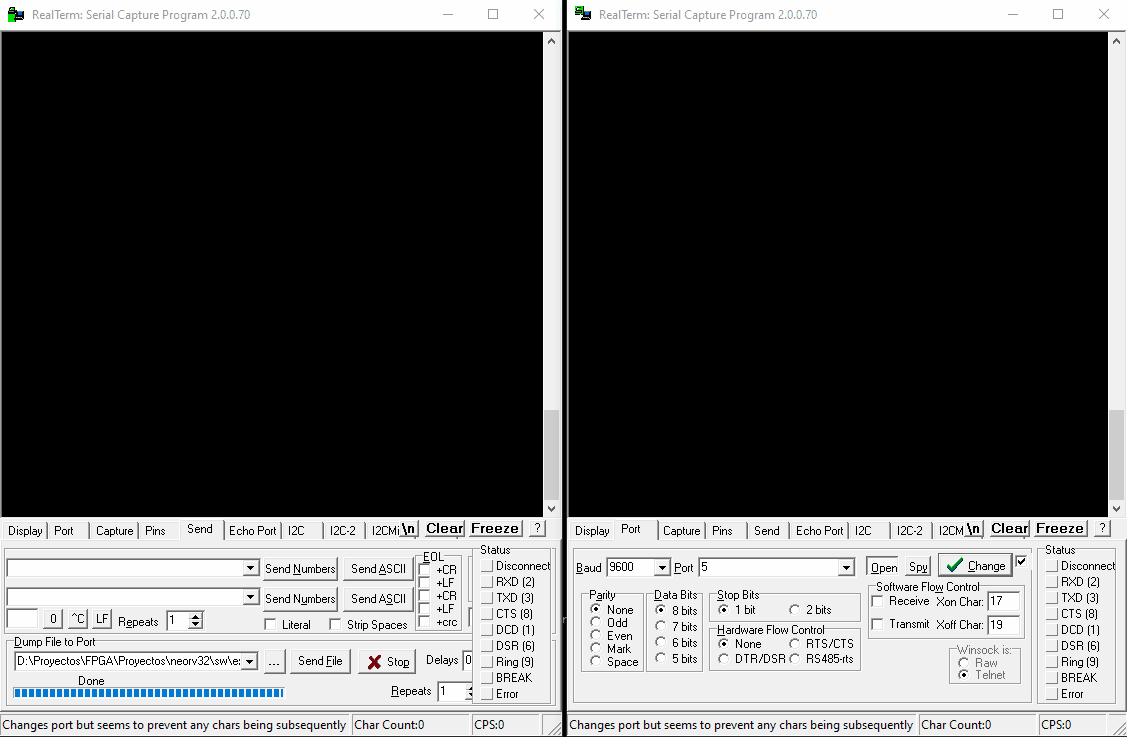 RealTerm: Serial Capture Program 2.0.0.70
Display
Port
Capture
Pins
Send
Echo Port
I2C
I2C-2
I2CMi
\n
Clear
Freeze
?
Send Numbers
Send ASCII
Send Numbers
Send ASCII
0
^C
LF
Repeats
1
Literal
Strip Spaces
EOL
+CR
+LF
+CR
+LF
+crc
Dump File to Port
D:\Proyectos\FPGA\Proyectos\neorv32\sw\e
...
Send File
Stop
Delays
0
Done
Repeats
1
Status
Disconnect
RXD (2)
TXD (3)
CTS (8)
DCD (1)
DSR (6)
Ring (9)
BREAK
Error
Changes port but seems to prevent any chars being subsequently
Char Count:0
CPS:0
RealTerm: Serial Capture Program 2.0.0.70
Display
Port
Capture
Pins
Send
Echo Port
I2C
I2C-2
I2CM
\n
Clear
Freeze
?
Baud
9600
Port
5
Open
Spy
Change
Parity
None
Odd
Even
Mark
Space
Data Bits
8 bits
7 bits
6 bits
5 bits
Stop Bits
1 bit
2 bits
Hardware Flow Control
None
RTS/CTS
DTR/DSR
RS485-rts
Software Flow Control
Receive
Xon Char:
17
Transmit
Xoff Char:
19
Winsock is:
Raw
Telnet
Status
Disconnect
RXD (2)
TXD (3)
CTS (8)
DCD (1)
DSR (6)
Ring (9)
BREAK
Error
Changes port but seems to prevent any chars being subsequently
Char Count:0
CPS:0